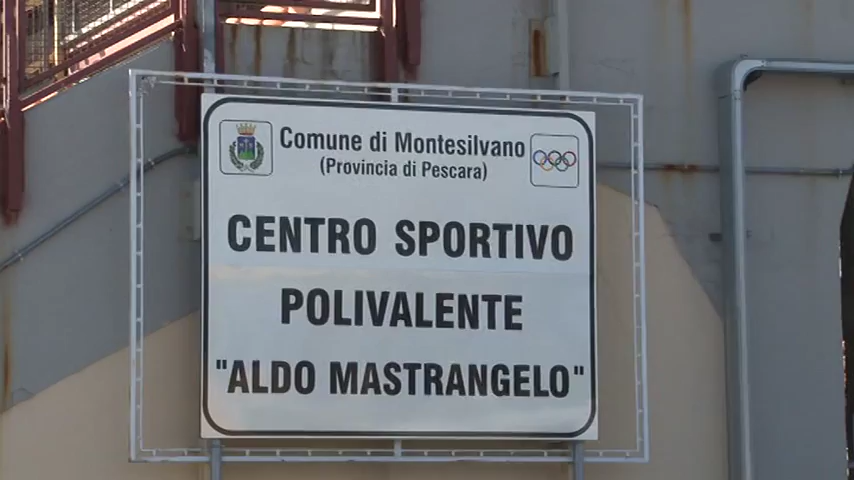 Comune di Montesilvano
(Provincia di Pescara)
CENTRO SPORTIVO
POLIVALENTE
"ALDO MASTRANGELO"